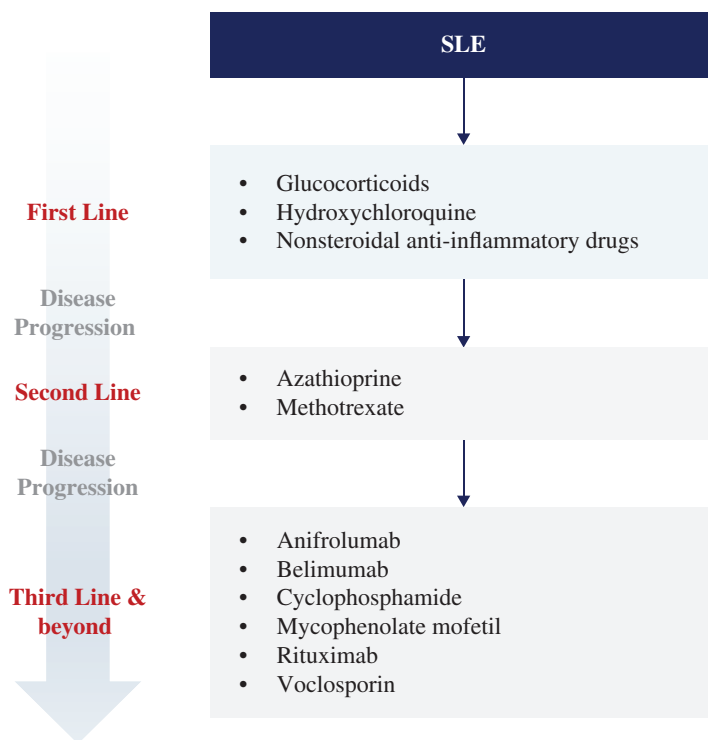 SLE
First Line
• Glucocorticoids
• Hydroxychloroquine
• Nonsteroidal anti-inflammatory drugs
Disease
Progression
Second Line
• Azathioprine
• Methotrexate
Disease
Progression
Third Line &
beyond
• Anifrolumab
• Belimumab
• Cyclophosphamide
• Mycophenolate mofetil
• Rituximab
• Voclosporin